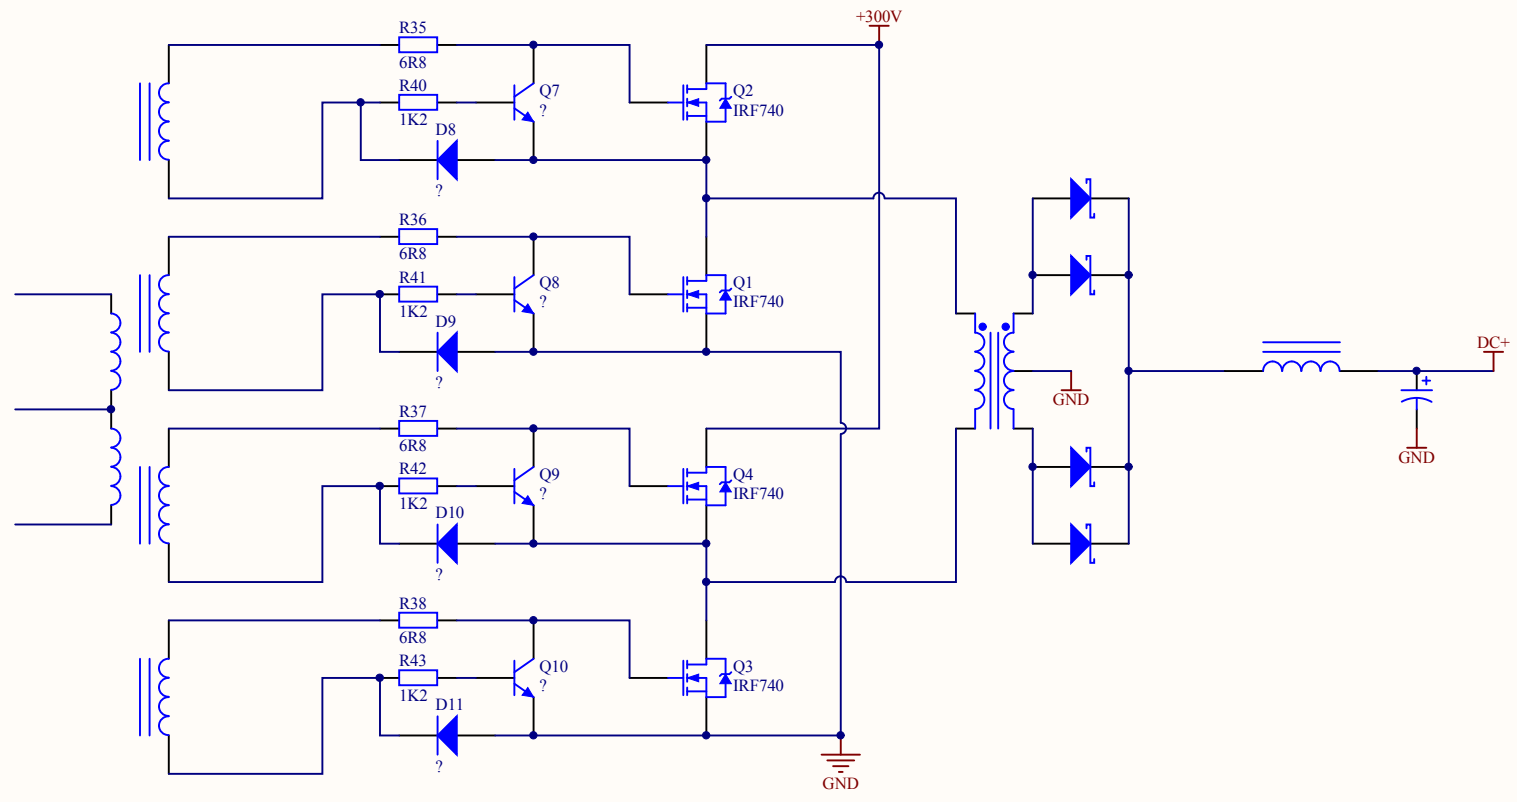 +300V
R35
6R8
R40
1K2
Q7
?
D8
?
Q2
IRF740
R36
6R8
R41
1K2
Q8
?
D9
?
Q1
IRF740
R37
6R8
R42
1K2
Q9
?
D10
?
Q4
IRF740
R38
6R8
R43
1K2
Q10
?
D11
?
Q3
IRF740
GND
GND
DC+
+
GND